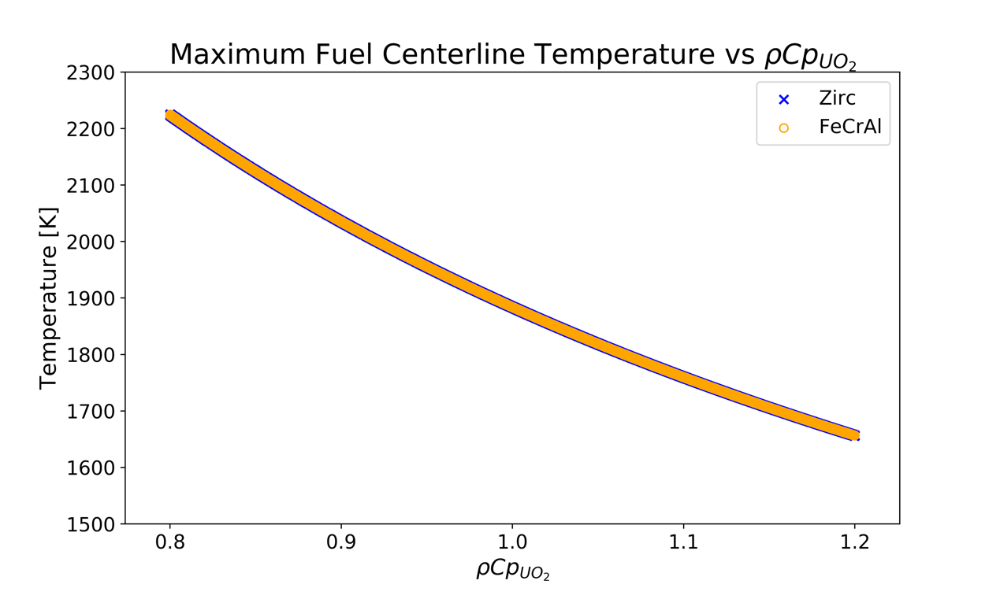 Maximum Fuel Centerline Temperature vs ρCp_UO₂
Zirc
FeCrAl
Temperature [K]
2300
2200
2100
2000
1900
1800
1700
1600
1500
0.8 0.9 1.0 1.1 1.2
ρCp_UO₂